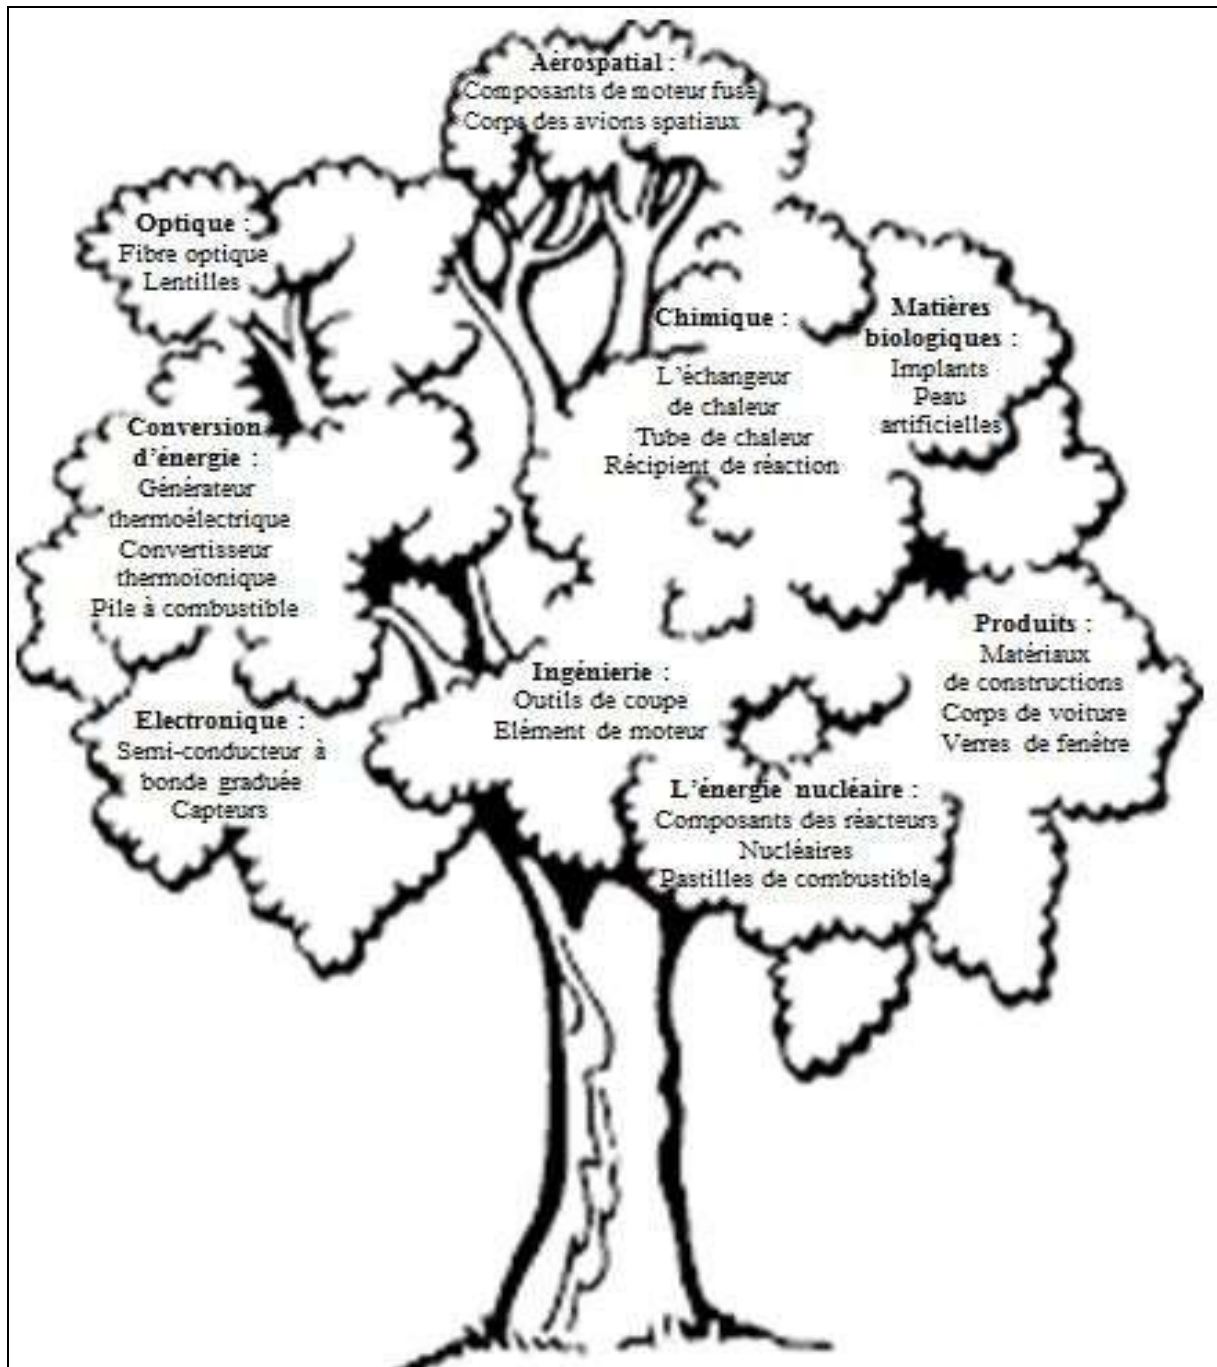 Aérospatial :
Composants de moteur fusé
Corps des avions spatiaux
Optique :
Fibre optique
Lentilles
Chimique :
L'échangeur
de chaleur
Tube de chaleur
Récipient de réaction
Matières
biologiques :
Implants
Peau
artificielles
Conversion
d'énergie :
Générateur
thermoélectrique
Convertisseur
thermoïonique
Pile à combustible
Produits :
Matériaux
de constructions
Corps de voiture
Verres de fenêtre
Ingénierie :
Outils de coupe
Elément de moteur
Electronique :
Semi-conducteur à
bonde graduée
Capteurs
L'énergie nucléaire :
Composants des réacteurs
Nucléaires
Pastilles de combustible